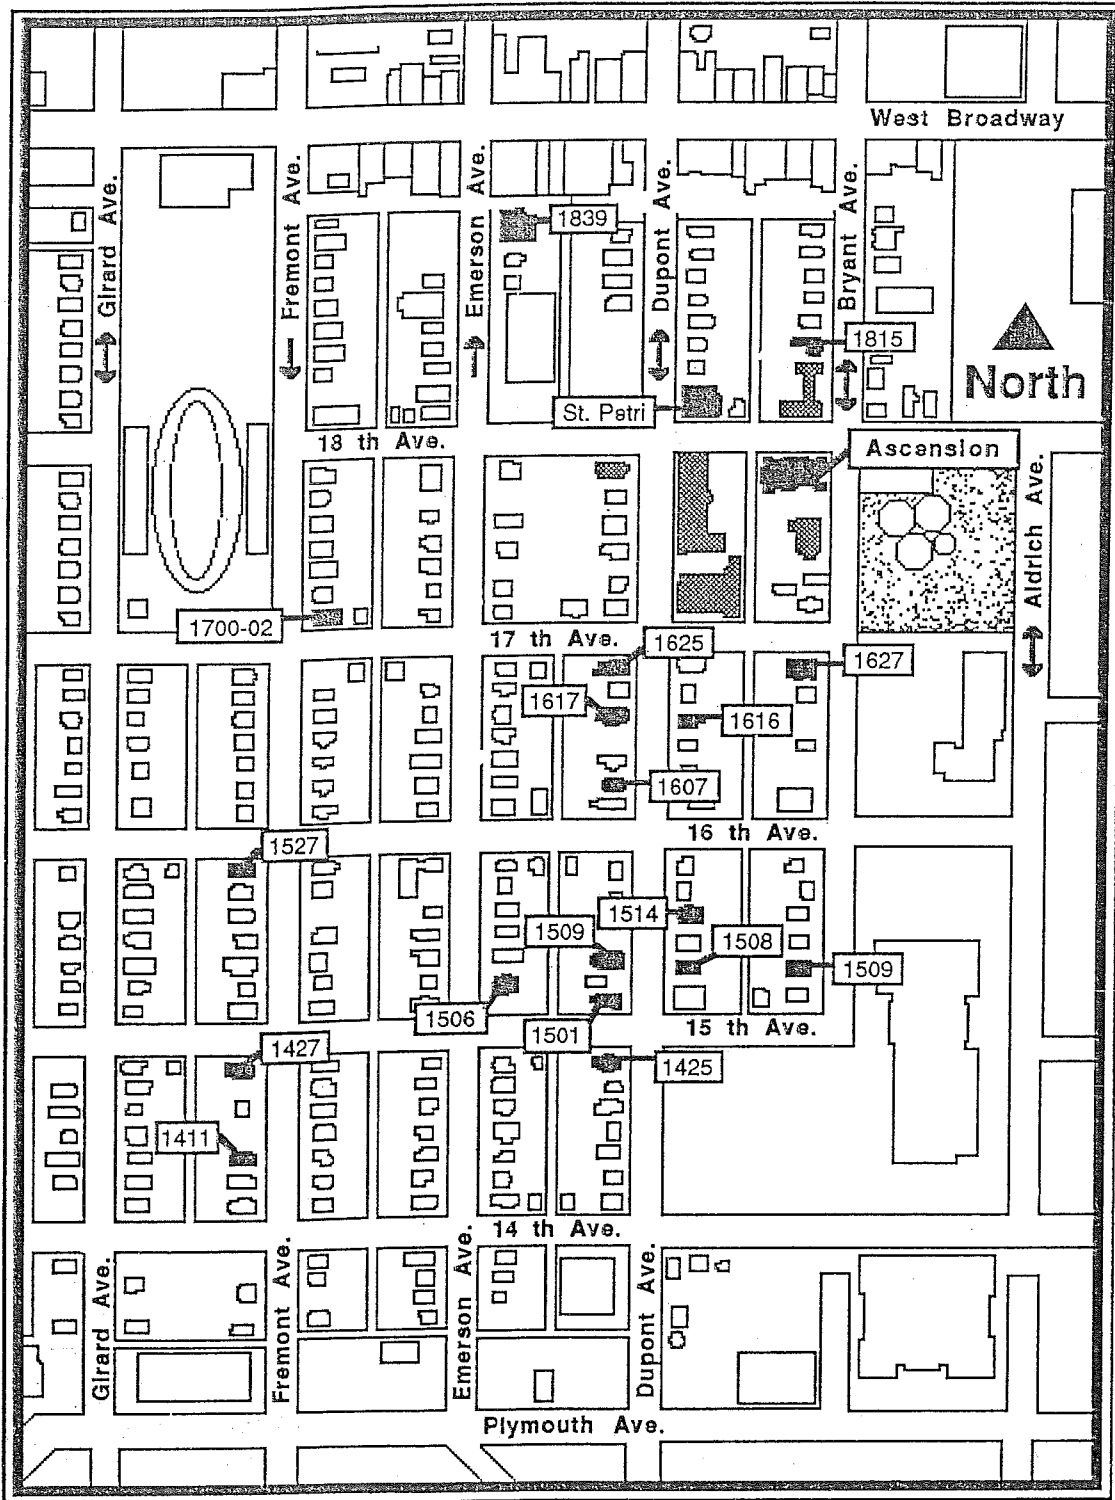 West Broadway
Girard Ave.
Fremont Ave.
Emerson Ave.
Dupont Ave.
Bryant Ave.
1839
1815
North
St. Petri
18 th Ave.
Ascension
Aldrich Ave.
1700-02
17 th Ave.
1625
1627
1617
1616
1607
16 th Ave.
1527
1514
1509
1508
1509
1506
1501
15 th Ave.
1427
1425
1411
14 th Ave.
Girard Ave.
Fremont Ave.
Emerson Ave.
Dupont Ave.
Plymouth Ave.